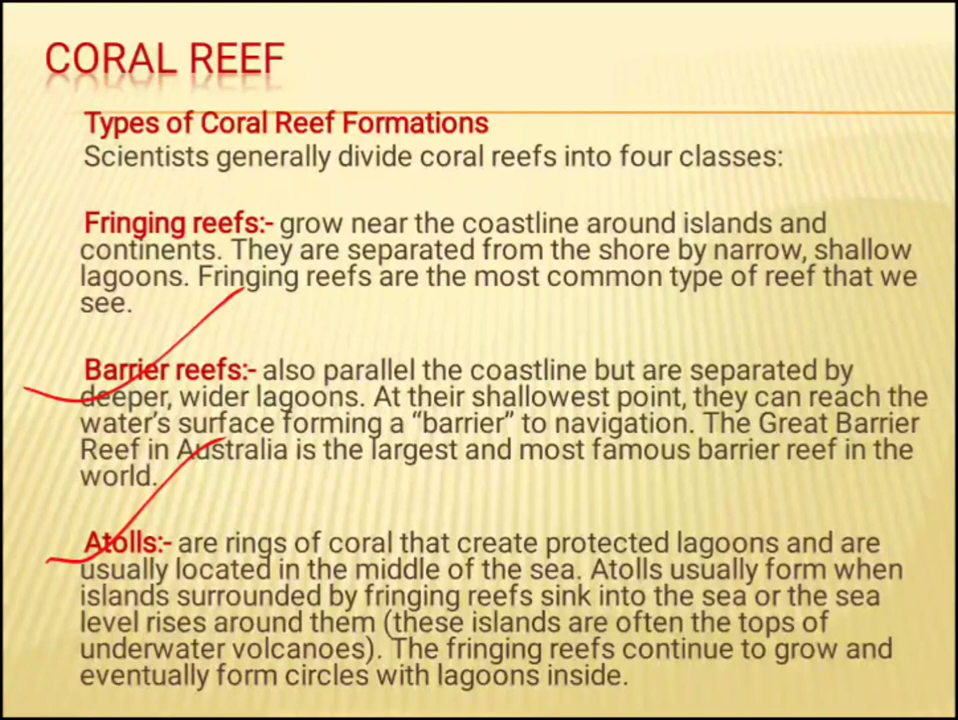 CORAL REEF
Types of Coral Reef Formations
Scientists generally divide coral reefs into four classes:
Fringing reefs:- grow near the coastline around islands and
continents. They are separated from the shore by narrow, shallow
lagoons. Fringing reefs are the most common type of reef that we
see.
Barrier reefs:- also parallel the coastline but are separated by
deeper, wider lagoons. At their shallowest point, they can reach the
water's surface forming a “barrier” to navigation. The Great Barrier
Reef in Australia is the largest and most famous barrier reef in the
world.
Atolls:- are rings of coral that create protected lagoons and are
usually located in the middle of the sea. Atolls usually form when
islands surrounded by fringing reefs sink into the sea or the sea
level rises around them (these islands are often the tops of
underwater volcanoes). The fringing reefs continue to grow and
eventually form circles with lagoons inside.